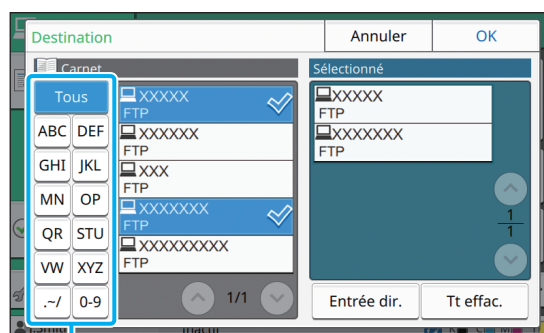 Destination
Annuler
OK
Carnet
Sélectionné
Tous
ABC DEF
GHI JKL
MN OP
QR STU
VW XYZ
.~/ 0-9
XXXXX
FTP
XXXXXX
FTP
XXX
FTP
XXXXXXX
FTP
XXXXXXXXX
FTP
1/1
XXXXX
FTP
XXXXXXX
FTP
1
1
Entrée dir.
Tt effac.